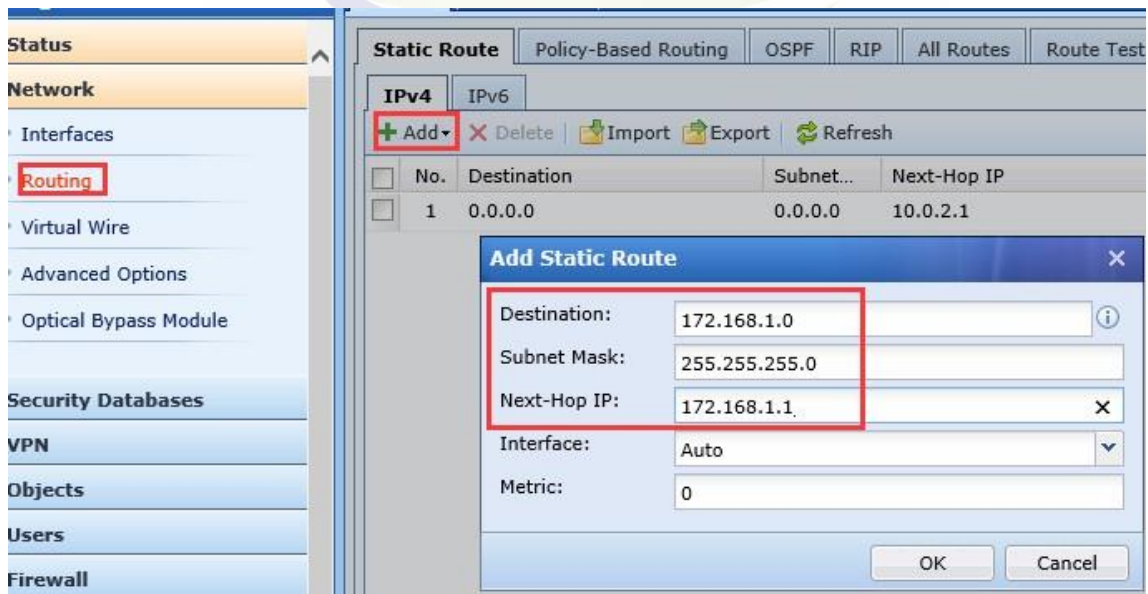 Status
Network
Interfaces
Routing
Virtual Wire
Advanced Options
Optical Bypass Module
Security Databases
VPN
Objects
Users
Firewall
Static Route Policy-Based Routing OSPF RIP All Routes Route Test
IPv4 IPv6
Add Delete Import Export Refresh
No. Destination Subnet... Next-Hop IP
1 0.0.0.0 0.0.0.0 10.0.2.1
Add Static Route
Destination: 172.168.1.0
Subnet Mask: 255.255.255.0
Next-Hop IP: 172.168.1.1
Interface: Auto
Metric: 0
OK Cancel